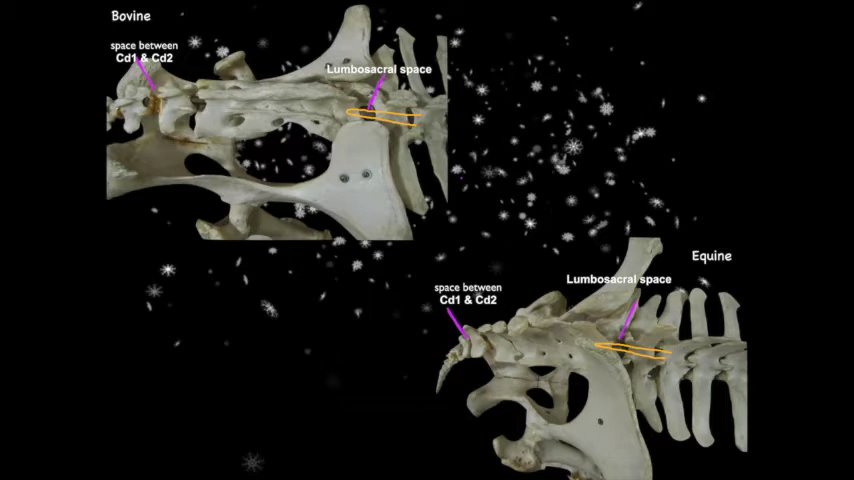 Bovine
space between
Cd1 & Cd2
Lumbosacral space
Equine
Lumbosacral space
space between
Cd1 & Cd2